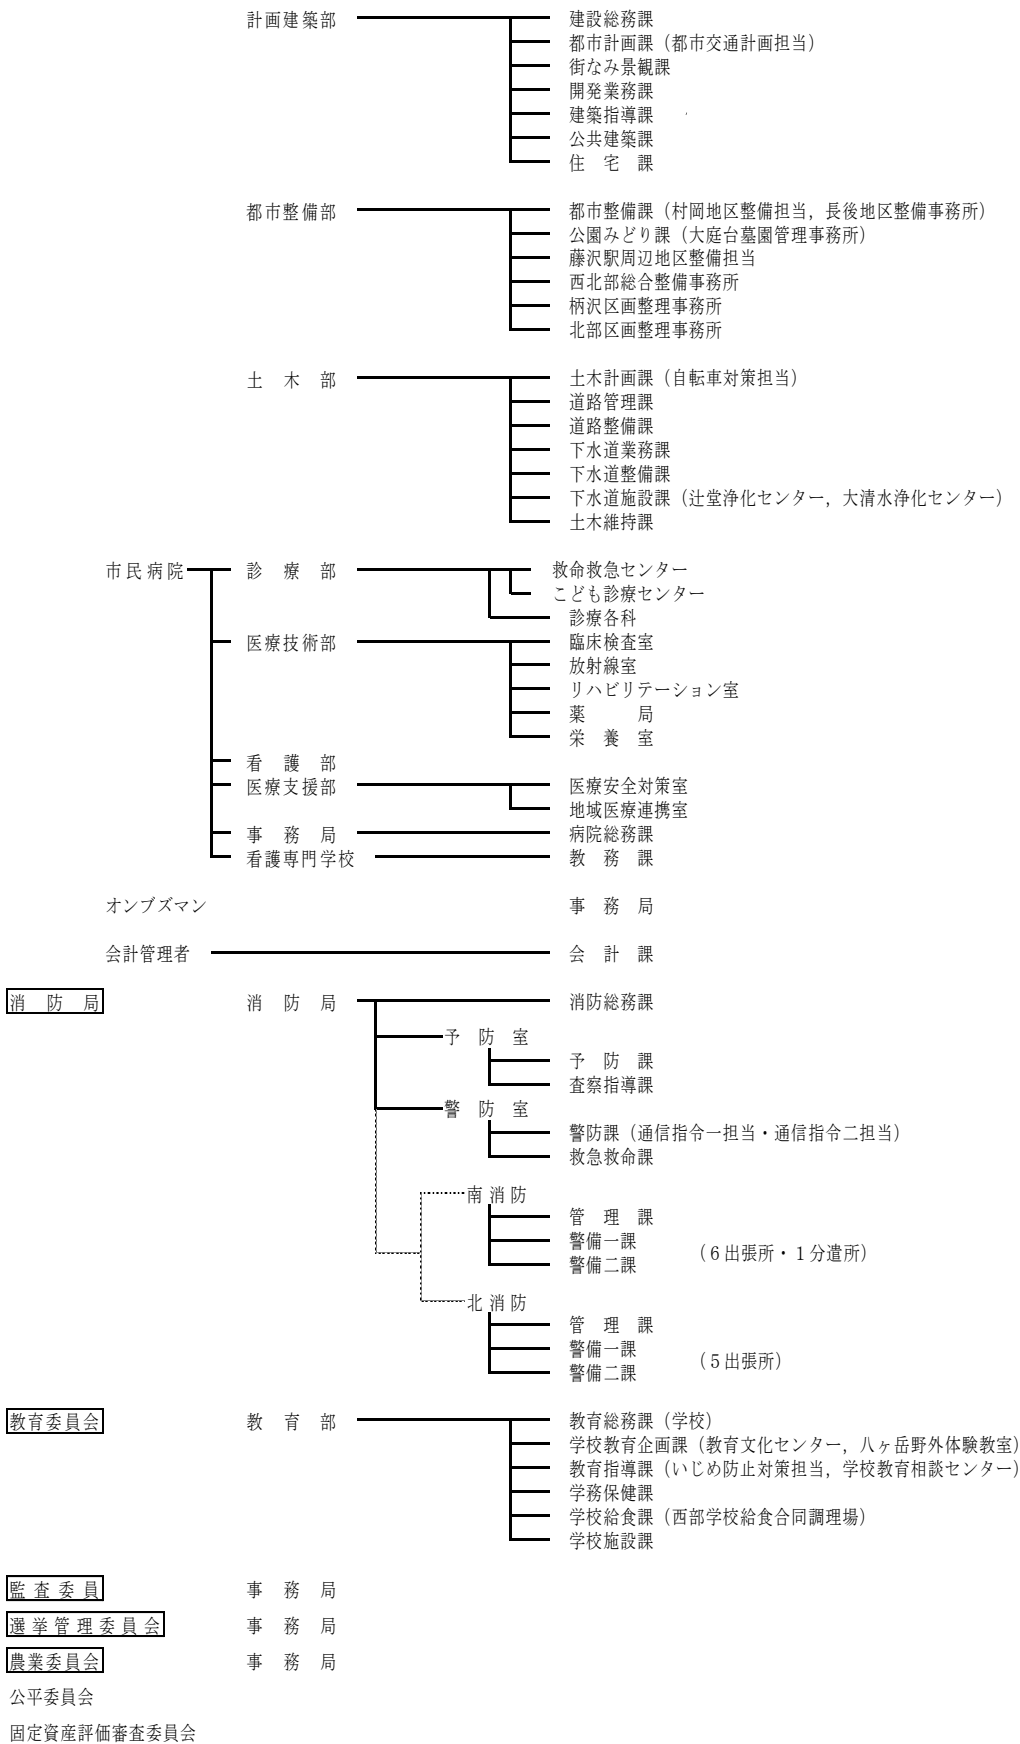 計画建築部 建設総務課
都市計画課（都市交通計画担当）
街なみ景観課
開発業務課
建築指導課
公共建築課
住　宅　課
都市整備部 都市整備課（村岡地区整備担当，長後地区整備事務所）
公園みどり課（大庭台墓園管理事務所）
藤沢駅周辺地区整備担当
西北部総合整備事務所
柄沢区画整理事務所
北部区画整理事務所
土　木　部 土木計画課（自転車対策担当）
道路管理課
道路整備課
下水道業務課
下水道整備課
下水道施設課（辻堂浄化センター，大清水浄化センター）
土木維持課
市民病院 診　療　部 救命救急センター
こども診療センター
診療各科
医療技術部 臨床検査室
放射線室
リハビリテーション室
薬　　　局
栄　養　室
看　護　部
医療支援部 医療安全対策室
地域医療連携室
事　務　局 病院総務課
看護専門学校 教　務　課
オンブズマン 事　務　局
会計管理者 会　計　課
消　防　局 消　防　局 消防総務課
予　防　室
予　防　課
査察指導課
警　防　室
警防課（通信指令一担当・通信指令二担当）
救急救命課
南消防
管　理　課
警備一課
（６出張所・１分遣所）
警備二課
北消防
管　理　課
警備一課
（５出張所）
警備二課
教育委員会 教　育　部 教育総務課（学校）
学校教育企画課（教育文化センター，八ヶ岳野外体験教室）
教育指導課（いじめ防止対策担当，学校教育相談センター）
学務保健課
学校給食課（西部学校給食合同調理場）
学校施設課
監査委員 事　務　局
選挙管理委員会 事　務　局
農業委員会 事　務　局
公平委員会
固定資産評価審査委員会